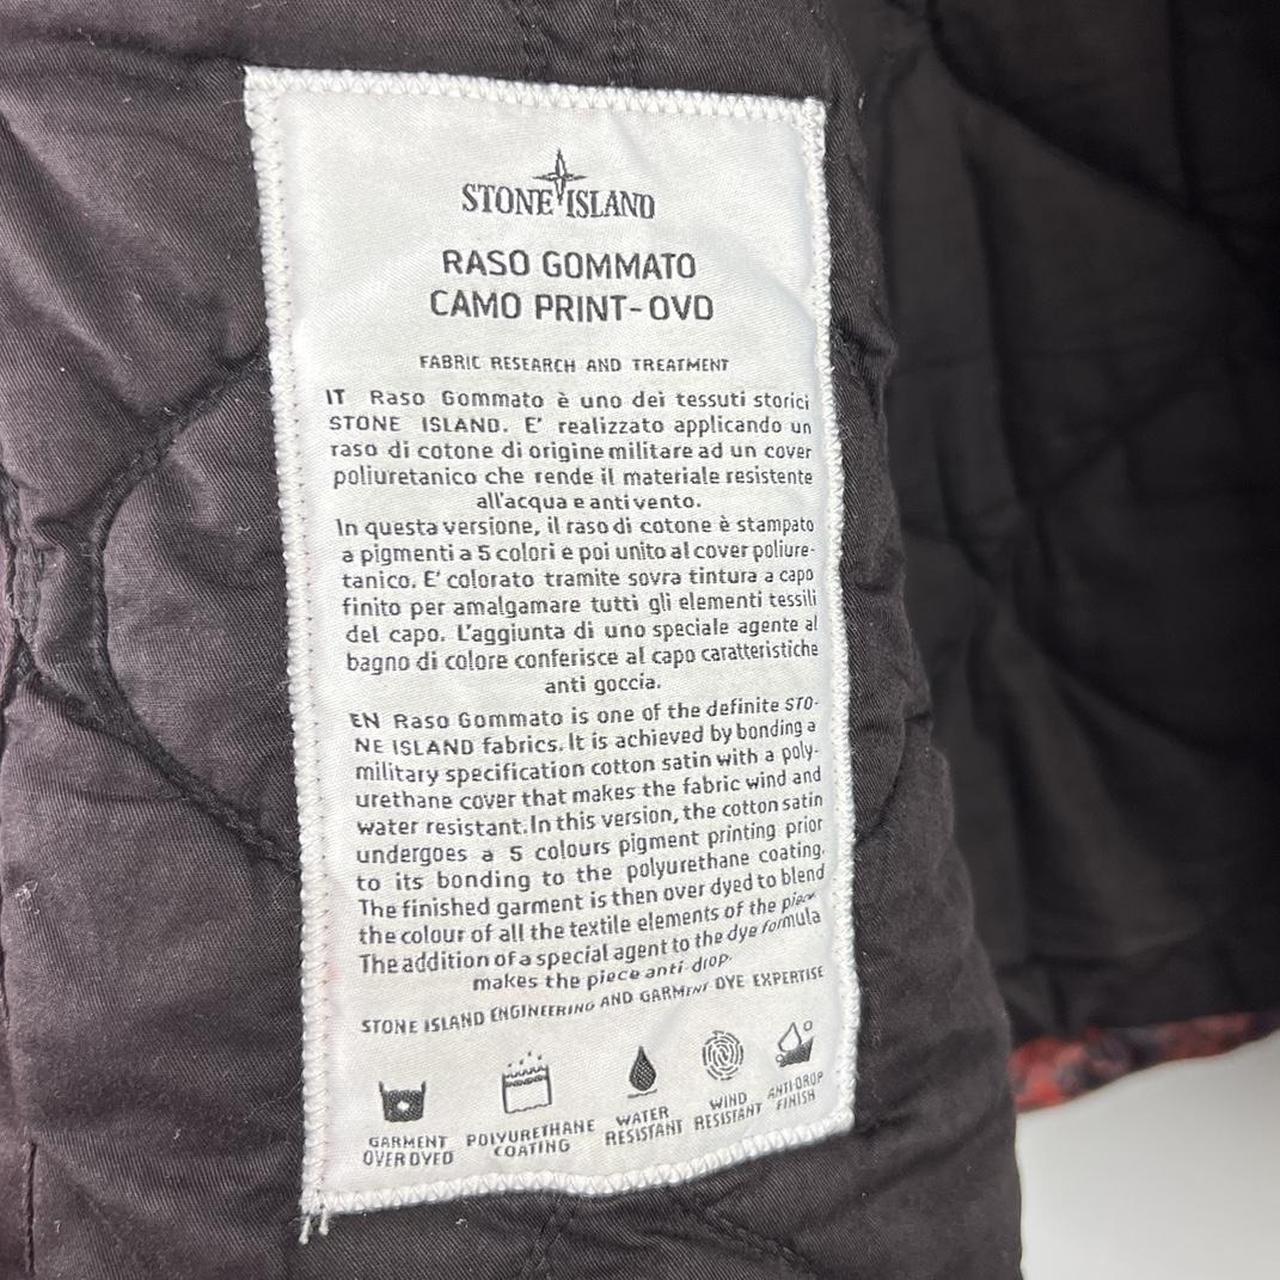 STONE ISLAND
RASO GOMMATO
CAMO PRINT-OVD
FABRIC RESEARCH AND TREATMENT
IT Raso Gommato è uno dei tessuti storici
STONE ISLAND. E' realizzato applicando un
raso di cotone di origine militare ad un cover
poliuretanico che rende il materiale resistente
all'acqua e anti vento.
In questa versione, il raso di cotone è stampato
a pigmenti a 5 colori e poi unito al cover poliure-
tanico. E' colorato tramite sovra tintura a capo
finito per amalgamare tutti gli elementi tessili
del capo. L'aggiunta di uno speciale agente al
bagno di colore conferisce al capo caratteristiche
anti goccia.
EN Raso Gommato is one of the definite STO-
NE ISLAND fabrics. It is achieved by bonding a
military specification cotton satin with a poly-
urethane cover that makes the fabric wind and
water resistant. In this version, the cotton satin
undergoes a 5 colours pigment printing prior
to its bonding to the polyurethane coating.
The finished garment is then over dyed to blend
the colour of all the textile elements of the piece.
The addition of a special agent to the dye formula
makes the piece anti-drop.
STONE ISLAND ENGINEERING AND GARMENT DYE EXPERTISE
GARMENT
OVER DYED
POLYURETHANE
COATING
WATER
RESISTANT
WIND
RESISTANT
ANTI-DROP
FINISH